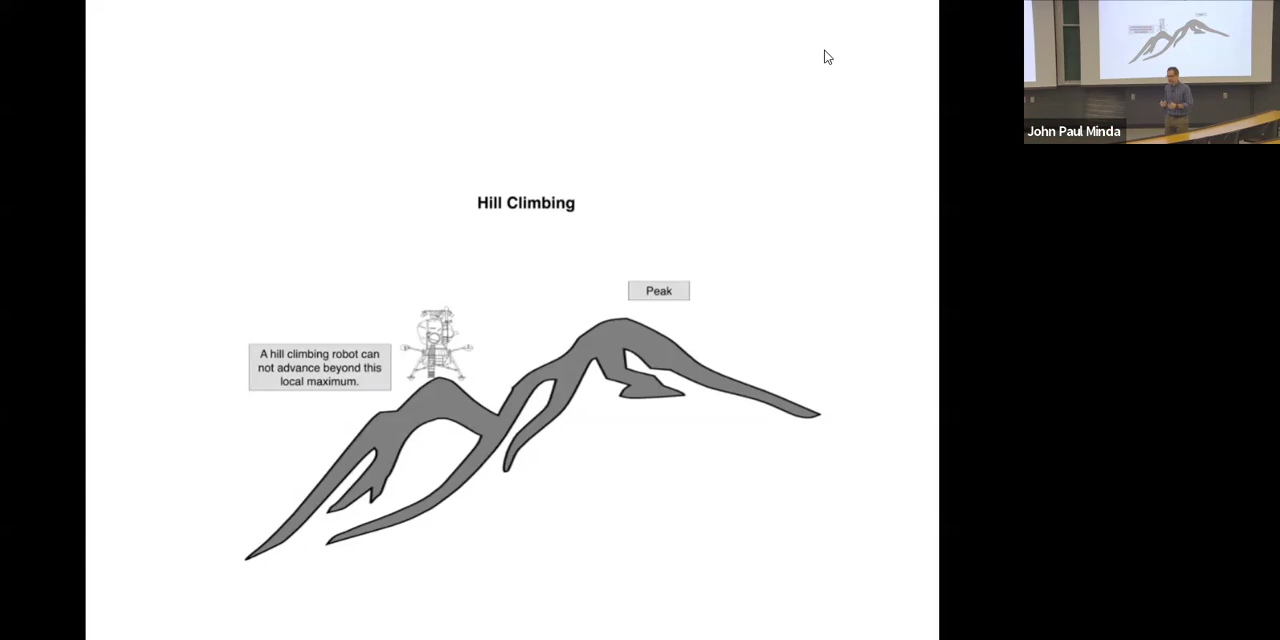 John Paul Minda
Hill Climbing
Peak
A hill climbing robot can
not advance beyond this
local maximum.